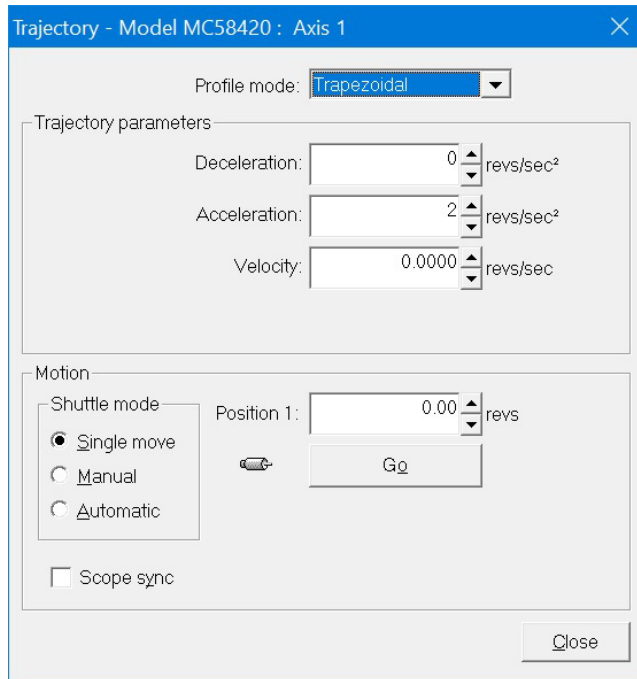 Trajectory - Model MC58420 : Axis 1
Profile mode: Trapezoidal
Trajectory parameters
Deceleration: 0 revs/sec²
Acceleration: 2 revs/sec²
Velocity: 0.0000 revs/sec
Motion
Shuttle mode
Position 1: 0.00 revs
Single move
Manual
Go
Automatic
Scope sync
Close